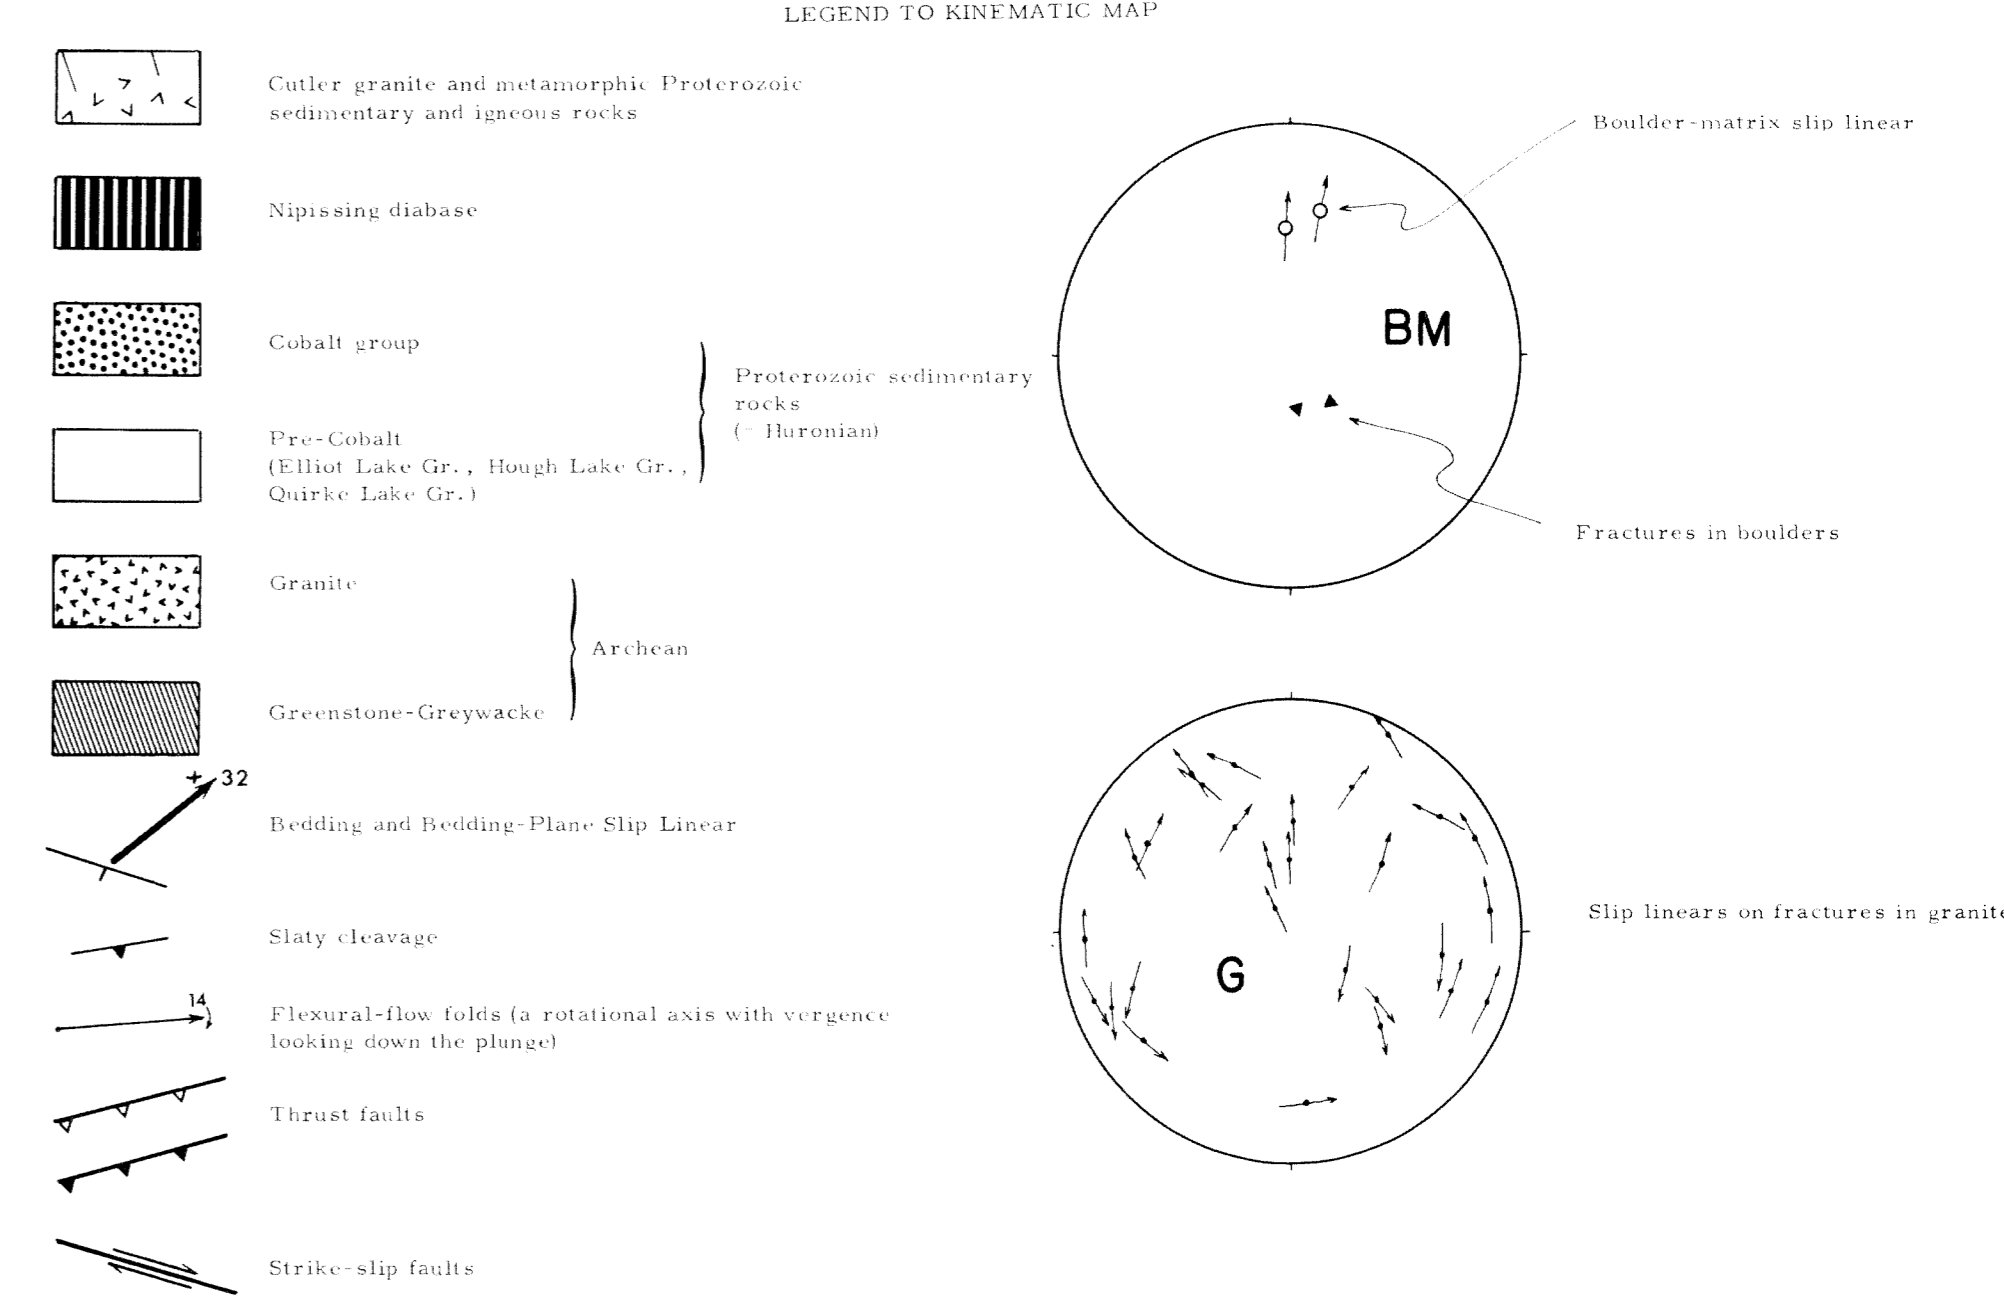 LEGEND TO KINEMATIC MAP
Cutler granite and metamorphic Proterozoic
sedimentary and igneous rocks
Nipissing diabase
Cobalt group
Pre-Cobalt
(Elliot Lake Gr., Hough Lake Gr.,
Quirke Lake Gr.)
Proterozoic sedimentary
rocks
(- Huronian)
Granite
Greenstone-Greywacke
Archean
+ 32
Bedding and Bedding-Plane Slip Linear
Slaty cleavage
14
Flexural-flow folds (a rotational axis with vergence
looking down the plunge)
Thrust faults
Strike-slip faults
Boulder-matrix slip linear
BM
Fractures in boulders
G
Slip linears on fractures in granite